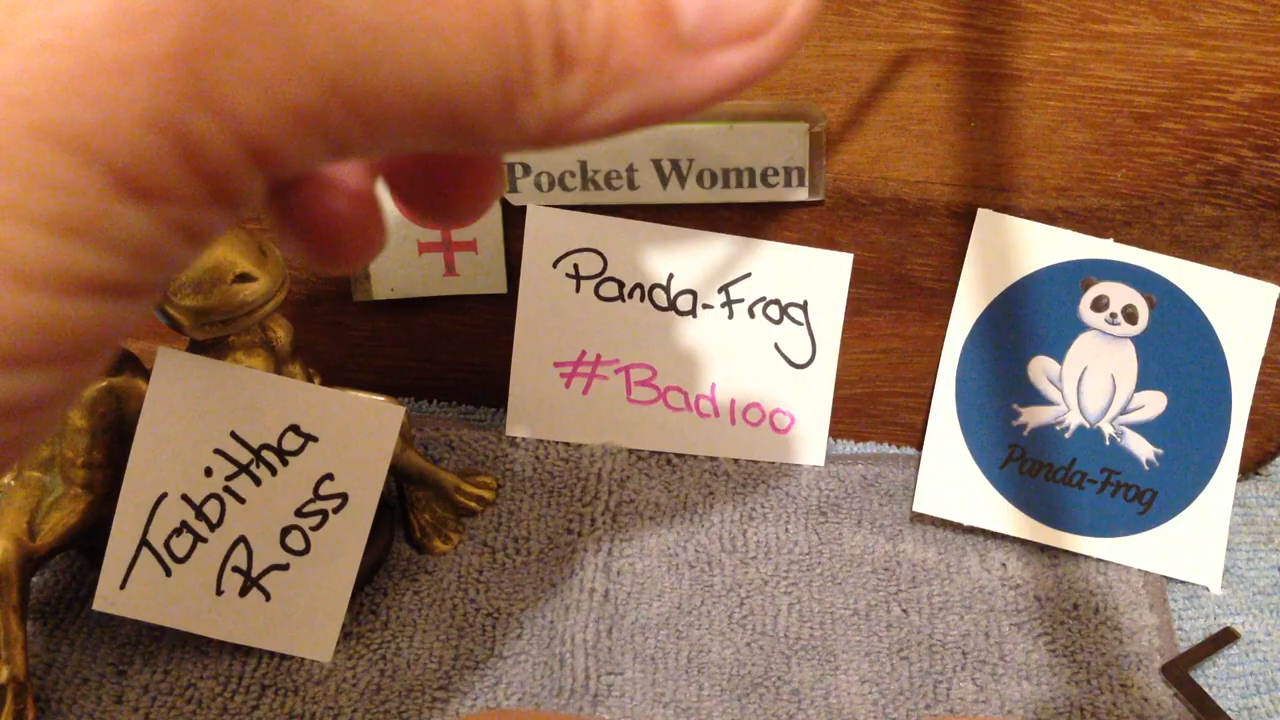 Pocket Women
Panda-Frog
#Bad100
Tabitha
Ross
Panda-Frog